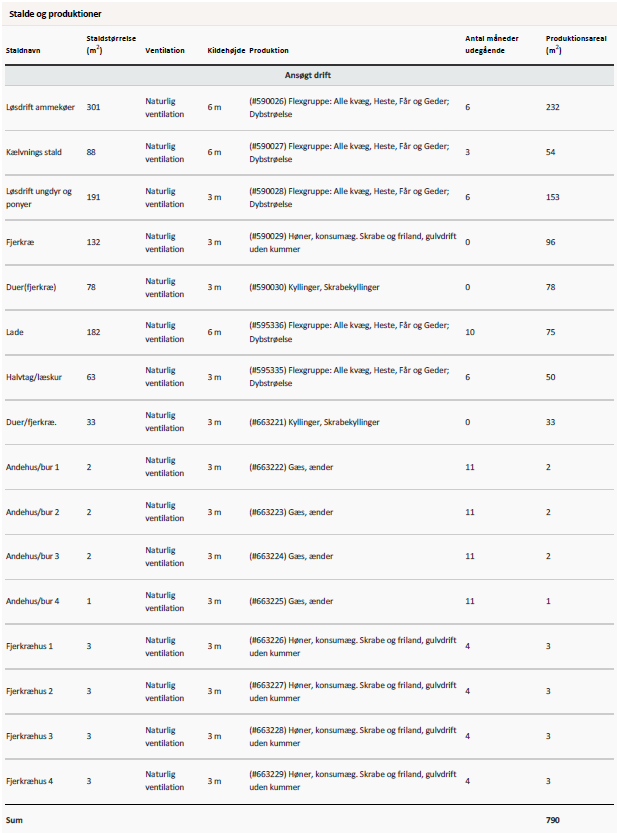 Stalde og produktioner
Staldnavn Staldstørrelse (m²) Ventilation Kildehøjde Produktion Antal måneder udegående Produktionsareal (m²)
Ansøgt drift
Løsdrift ammekøer 301 Naturlig ventilation 6 m (#590026) Flexgruppe: Alle kvæg, Heste, Får og Geder; Dybstrøelse 6 232
Kælvnings stald 88 Naturlig ventilation 6 m (#590027) Flexgruppe: Alle kvæg, Heste, Får og Geder; Dybstrøelse 3 54
Løsdrift ungdyr og ponyer 191 Naturlig ventilation 3 m (#590028) Flexgruppe: Alle kvæg, Heste, Får og Geder; Dybstrøelse 6 153
Fjerkræ 132 Naturlig ventilation 3 m (#590029) Høner, konsumæg. Skrabe og friland, gulvdrift uden kummer 0 96
Duer(fjerkræ) 78 Naturlig ventilation 3 m (#590030) Kyllinger, Skrabekyllinger 0 78
Lade 182 Naturlig ventilation 6 m (#595336) Flexgruppe: Alle kvæg, Heste, Får og Geder; Dybstrøelse 10 75
Halvtag/læskur 63 Naturlig ventilation 3 m (#595335) Flexgruppe: Alle kvæg, Heste, Får og Geder; Dybstrøelse 6 50
Duer/fjerkræ. 33 Naturlig ventilation 3 m (#663221) Kyllinger, Skrabekyllinger 0 33
Andehus/bur 1 2 Naturlig ventilation 3 m (#663222) Gæs, ænder 11 2
Andehus/bur 2 2 Naturlig ventilation 3 m (#663223) Gæs, ænder 11 2
Andehus/bur 3 2 Naturlig ventilation 3 m (#663224) Gæs, ænder 11 2
Andehus/bur 4 1 Naturlig ventilation 3 m (#663225) Gæs, ænder 11 1
Fjerkræhus 1 3 Naturlig ventilation 3 m (#663226) Høner, konsumæg. Skrabe og friland, gulvdrift uden kummer 4 3
Fjerkræhus 2 3 Naturlig ventilation 3 m (#663227) Høner, konsumæg. Skrabe og friland, gulvdrift uden kummer 4 3
Fjerkræhus 3 3 Naturlig ventilation 3 m (#663228) Høner, konsumæg. Skrabe og friland, gulvdrift uden kummer 4 3
Fjerkræhus 4 3 Naturlig ventilation 3 m (#663229) Høner, konsumæg. Skrabe og friland, gulvdrift uden kummer 4 3
Sum 790